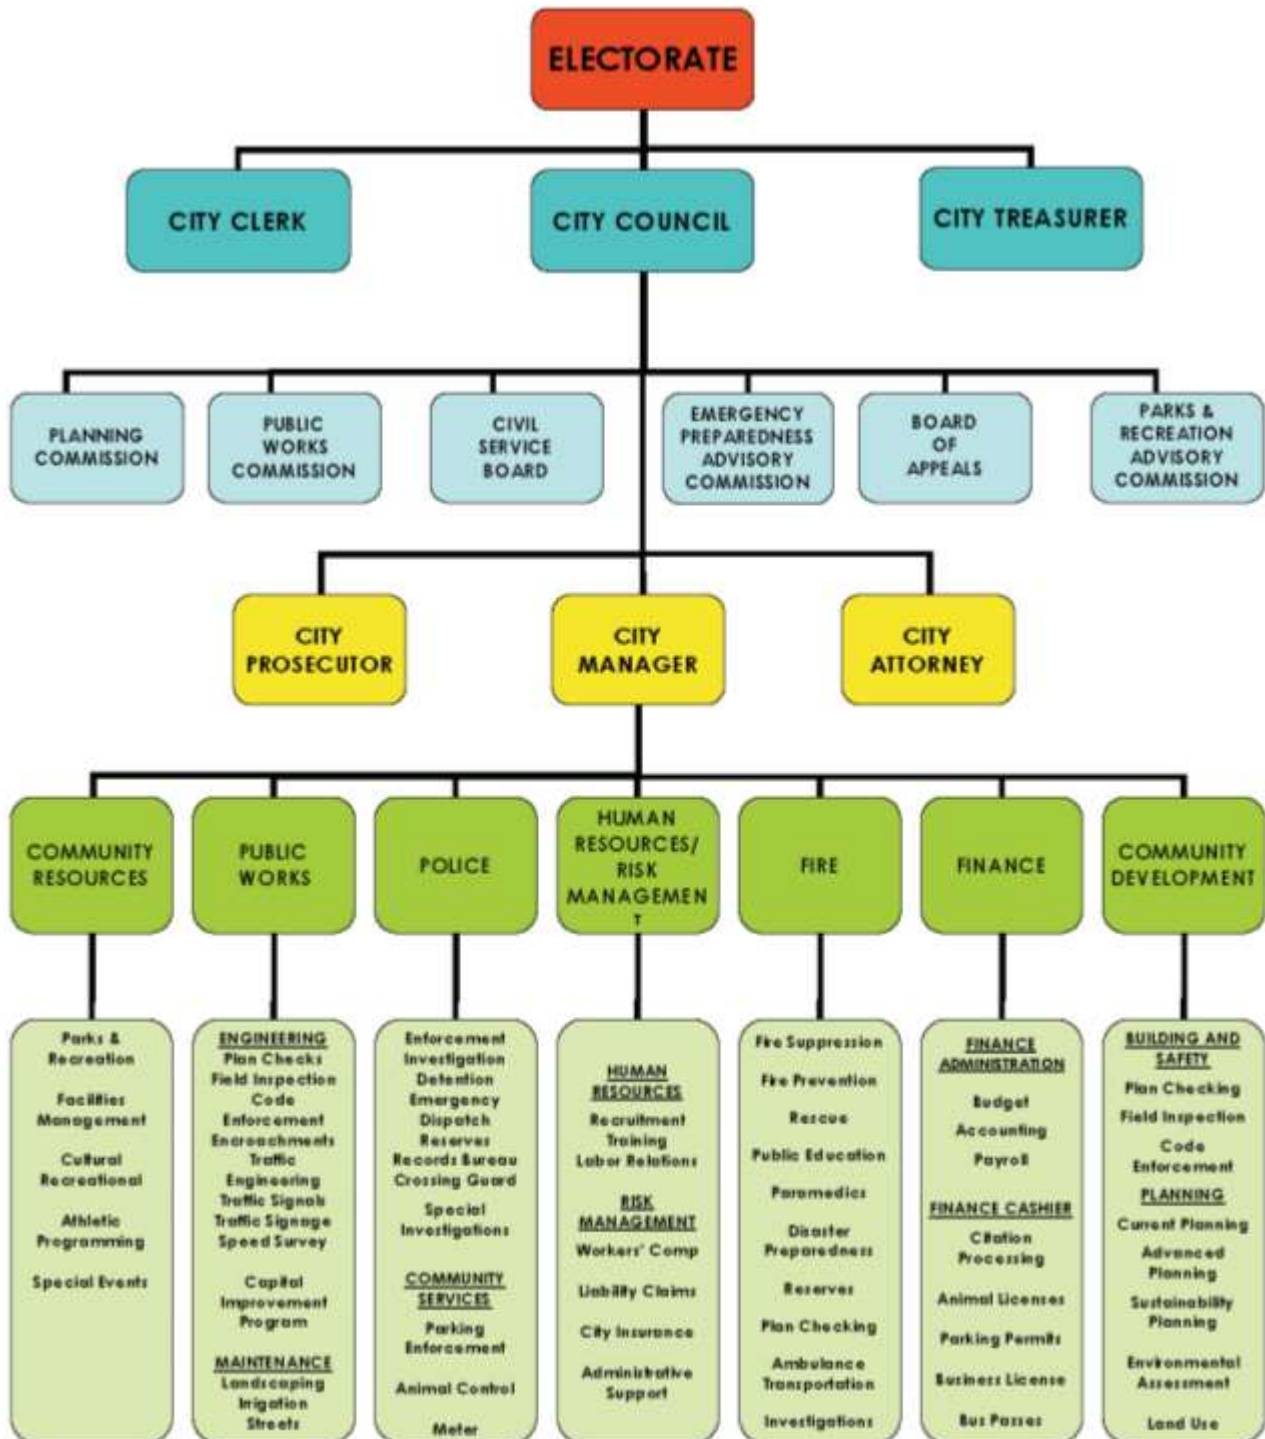 ELECTORATE
CITY CLERK
CITY COUNCIL
CITY TREASURER
PLANNING
COMMISSION
PUBLIC
WORKS
COMMISSION
CIVIL
SERVICE
BOARD
EMERGENCY
PREPAREDNESS
ADVISORY
COMMISSION
BOARD
OF
APPEALS
PARKS &
RECREATION
ADVISORY
COMMISSION
CITY
PROSECUTOR
CITY
MANAGER
CITY
ATTORNEY
COMMUNITY
RESOURCES
PUBLIC
WORKS
POLICE
HUMAN
RESOURCES/
RISK
MANAGEMEN
T
FIRE
FINANCE
COMMUNITY
DEVELOPMENT
Parks &
Recreation
Facilities
Management
Cultural
Recreational
Athletic
Programming
Special Events
ENGINEERING
Plan Checks
Field Inspection
Code
Enforcement
Encroachments
Traffic
Engineering
Traffic Signals
Traffic Signage
Speed Survey
Capital
Improvement
Program
MAINTENANCE
Landscaping
Irrigation
Streets
Enforcement
Investigation
Detention
Emergency
Dispatch
Reserves
Records Bureau
Crossing Guard
Special
Investigations
COMMUNITY
SERVICES
Parking
Enforcement
Animal Control
Meter
HUMAN
RESOURCES
Recruitment
Training
Labor Relations
RISK
MANAGEMENT
Workers' Comp
Liability Claims
City Insurance
Administrative
Support
Fire Suppression
Fire Prevention
Rescue
Public Education
Paramedics
Disaster
Preparedness
Reserves
Plan Checking
Ambulance
Transportation
Investigations
FINANCE
ADMINISTRATION
Budget
Accounting
Payroll
FINANCE CASHIER
Citation
Processing
Animal Licenses
Parking Permits
Business License
Bus Passes
BUILDING AND
SAFETY
Plan Checking
Field Inspection
Code
Enforcement
PLANNING
Current Planning
Advanced
Planning
Sustainability
Planning
Environmental
Assessment
Land Use